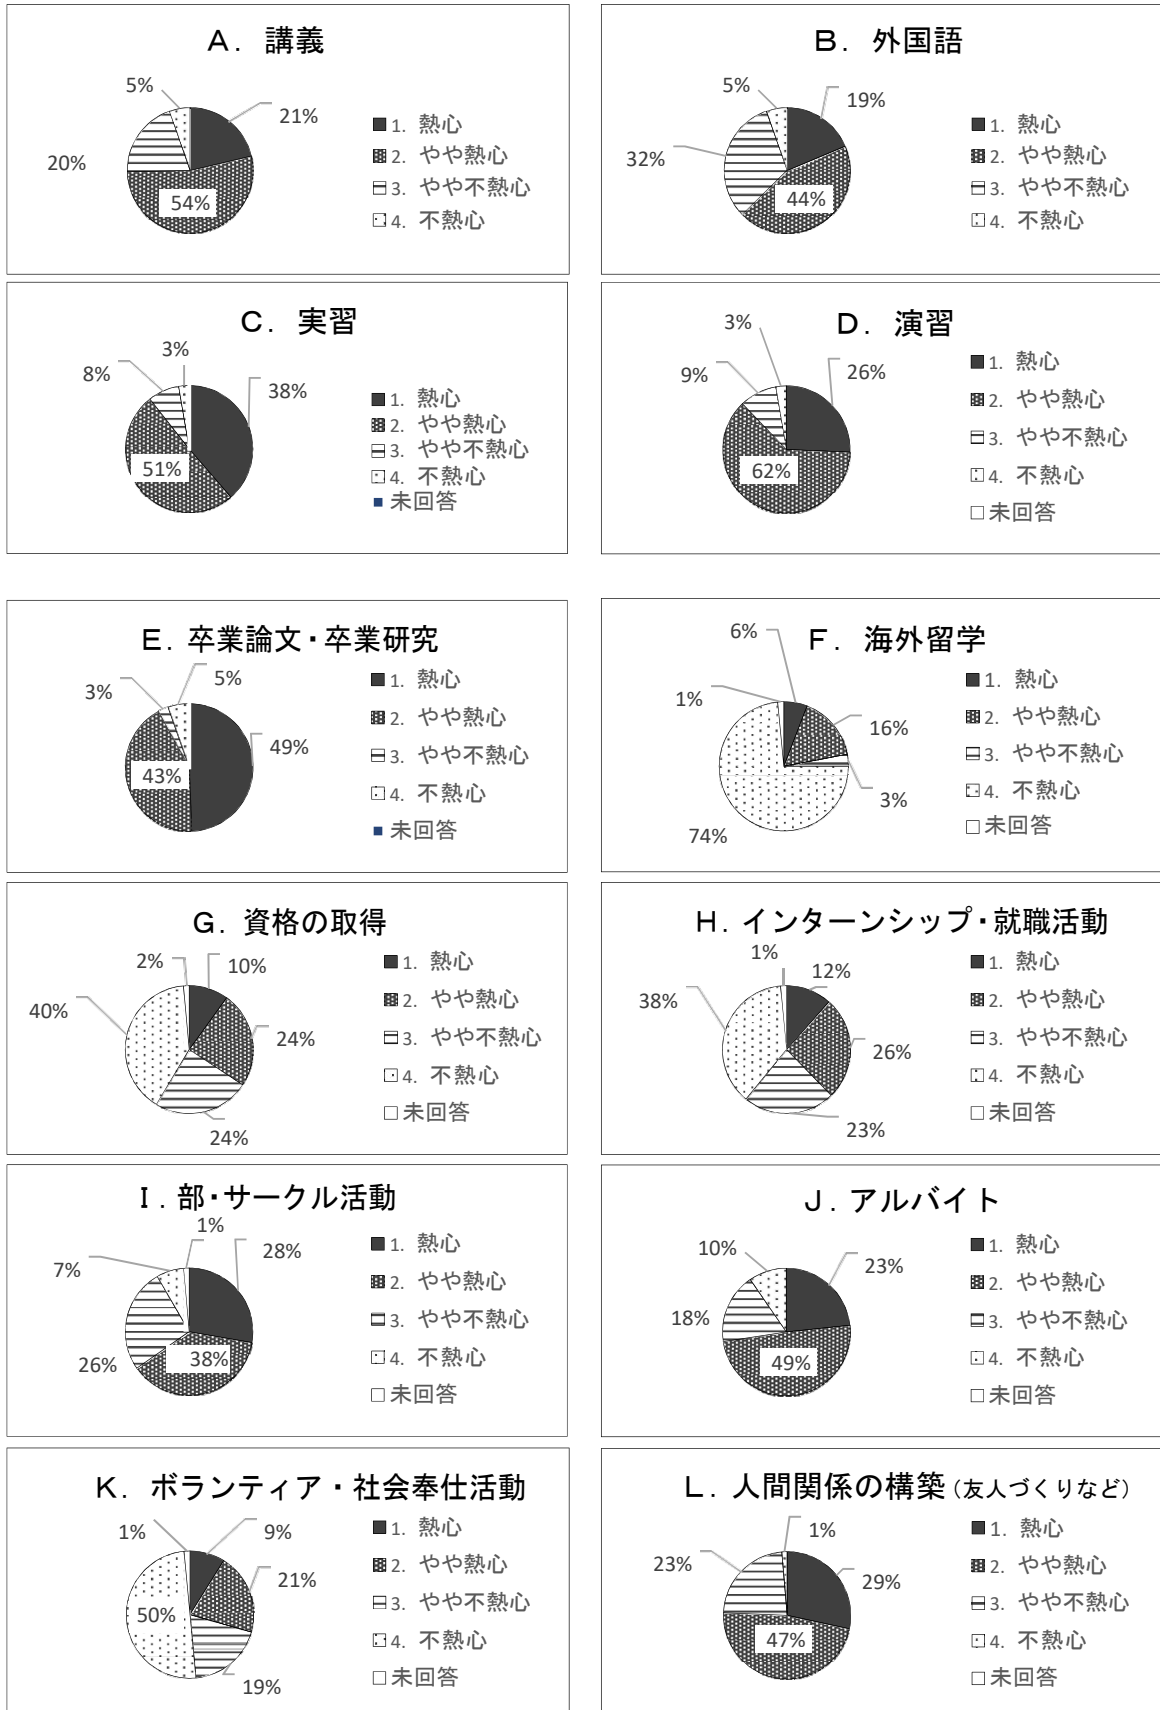 A. 講義
5%
21%
20%
54%
1. 熱心
2. やや熱心
3. やや不熱心
4. 不熱心
B. 外国語
5%
19%
32%
44%
1. 熱心
2. やや熱心
3. やや不熱心
4. 不熱心
C. 実習
3%
8%
38%
51%
1. 熱心
2. やや熱心
3. やや不熱心
4. 不熱心
未回答
D. 演習
3%
9%
26%
62%
1. 熱心
2. やや熱心
3. やや不熱心
4. 不熱心
未回答
E. 卒業論文・卒業研究
5%
3%
49%
43%
1. 熱心
2. やや熱心
3. やや不熱心
4. 不熱心
未回答
F. 海外留学
6%
1%
16%
3%
74%
1. 熱心
2. やや熱心
3. やや不熱心
4. 不熱心
未回答
G. 資格の取得
2%
10%
40%
24%
24%
1. 熱心
2. やや熱心
3. やや不熱心
4. 不熱心
未回答
H. インターンシップ・就職活動
1%
12%
38%
26%
23%
1. 熱心
2. やや熱心
3. やや不熱心
4. 不熱心
未回答
I. 部・サークル活動
1%
28%
7%
26%
38%
1. 熱心
2. やや熱心
3. やや不熱心
4. 不熱心
未回答
J. アルバイト
10%
23%
18%
49%
1. 熱心
2. やや熱心
3. やや不熱心
4. 不熱心
未回答
K. ボランティア・社会奉仕活動
1%
9%
21%
50%
19%
1. 熱心
2. やや熱心
3. やや不熱心
4. 不熱心
未回答
L. 人間関係の構築（友人づくりなど）
1%
23%
29%
47%
1. 熱心
2. やや熱心
3. やや不熱心
4. 不熱心
未回答